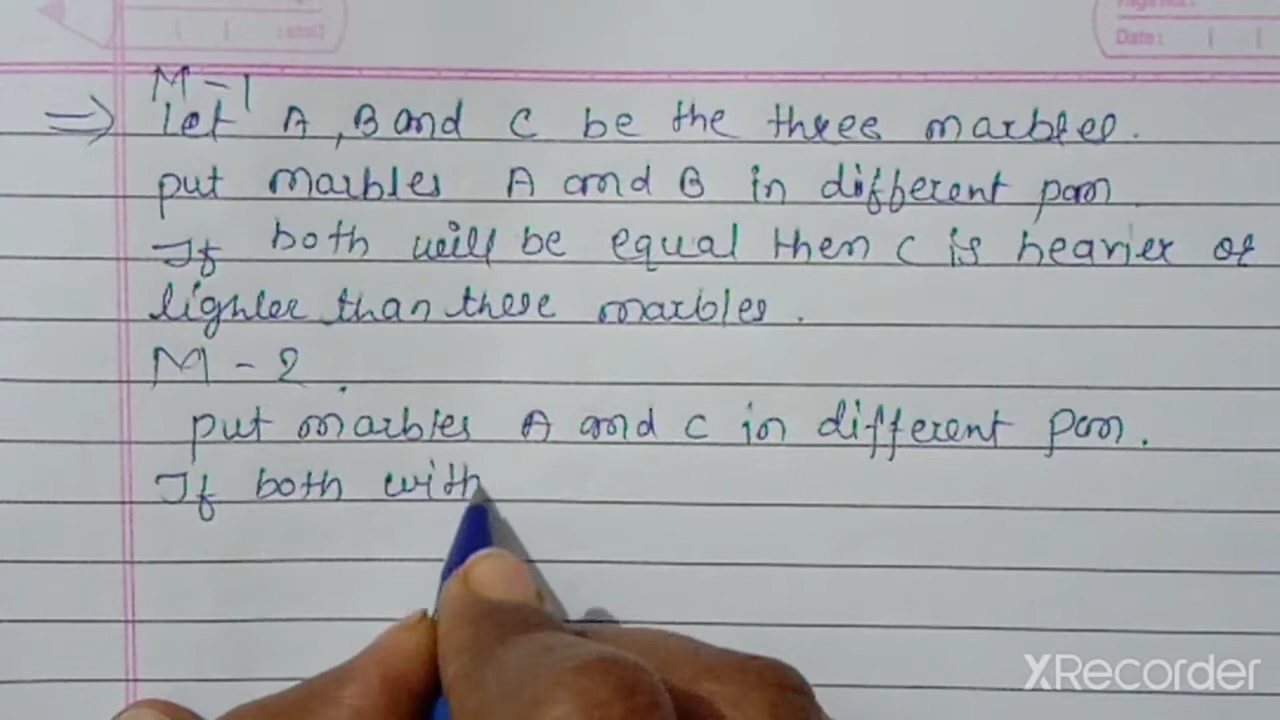 Date:
M-1
⇒ let A, B and C be the three marbles.
put marbles A and B in different pan.
If both will be equal then C is heavier or
lighter than these marbles.
M-2.
put marbles A and C in different pan.
If both with
XRecorder